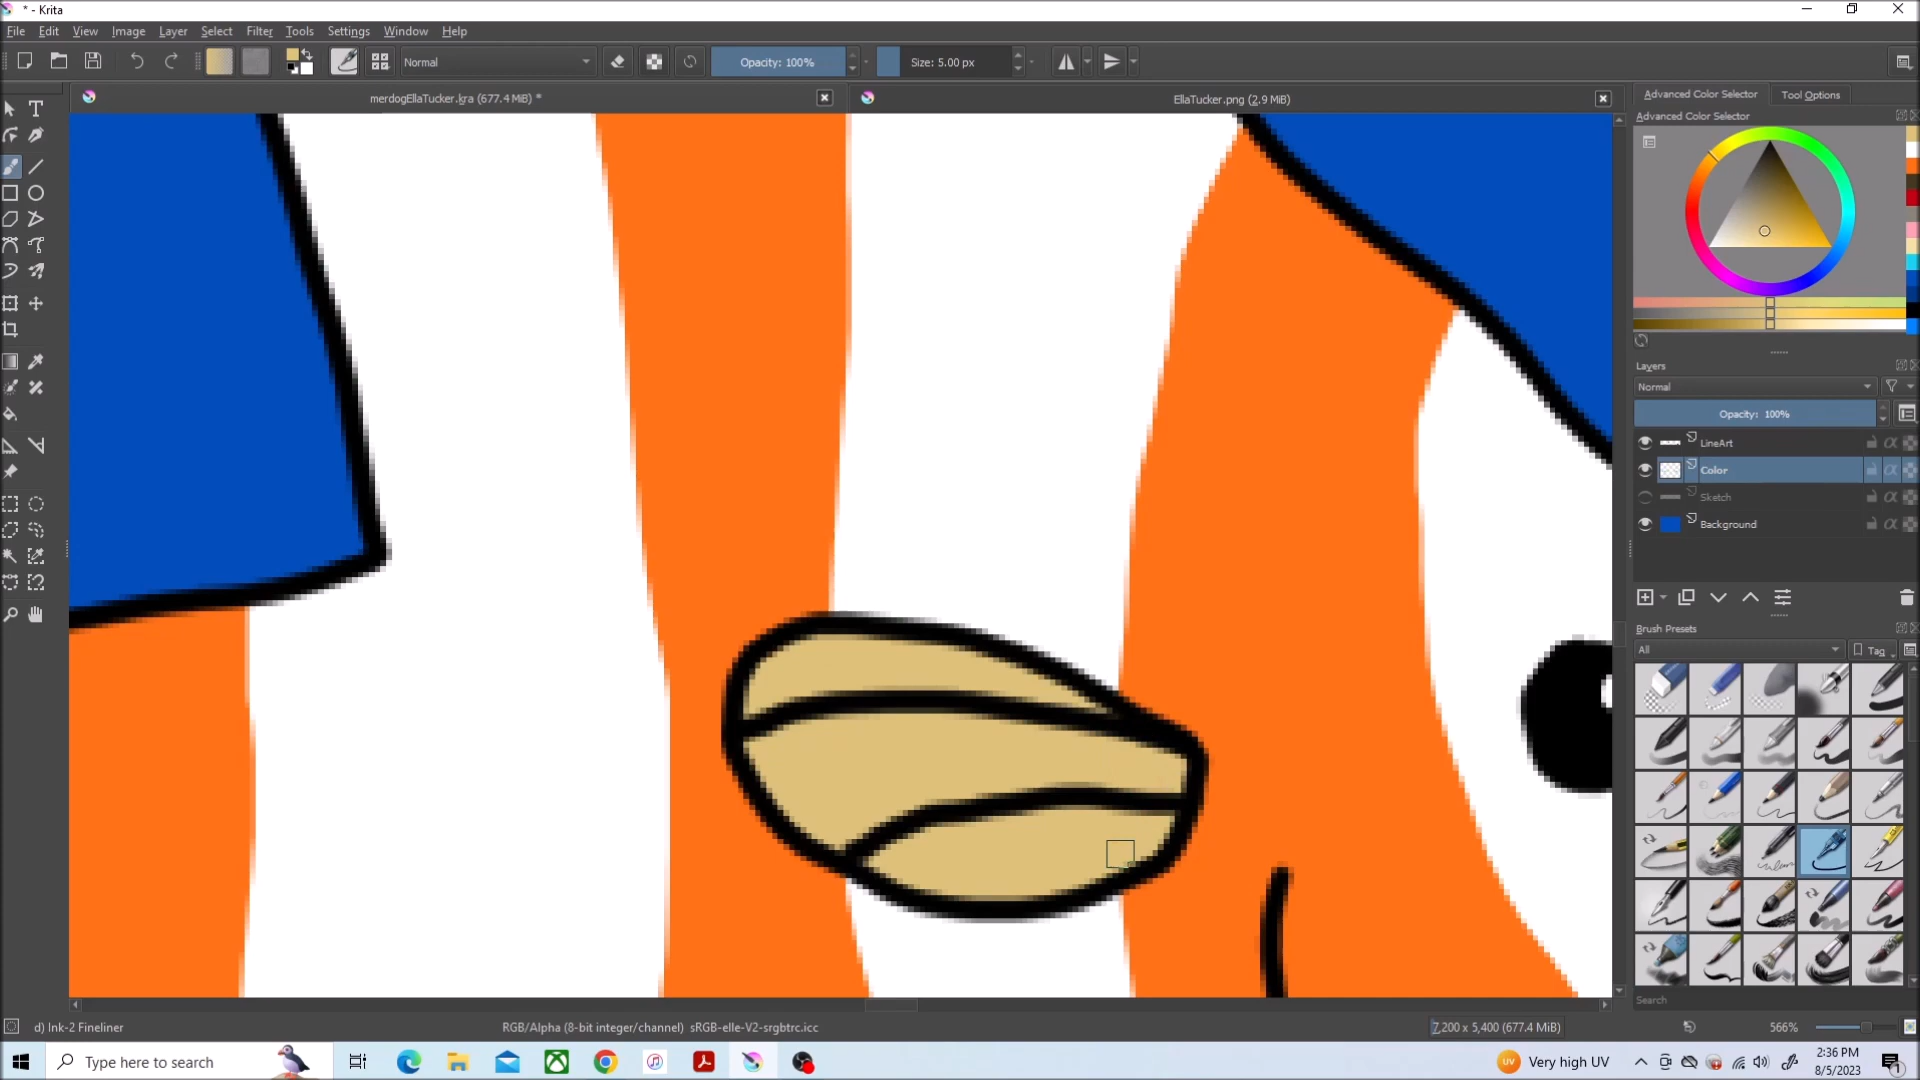 * - Krita
File Edit View Image Layer Select Filter Tools Settings Window Help
Normal Opacity: 100% Size: 5.00 px
merdogEllaTucker.kra (677.4 MiB) * EllaTucker.png (2.9 MiB)
Advanced Color Selector Tool Options
Advanced Color Selector
Layers
Normal
Opacity: 100%
LineArt
Color
Sketch
Background
Brush Presets
All Tag
Search
d) Ink-2 Fineliner RGB/Alpha (8-bit integer/channel) sRGB-elle-V2-srgbtrc.icc 7,200 x 5,400 (677.4 MiB) 566%
Type here to search UV Very high UV 2:36 PM
8/5/2023 1